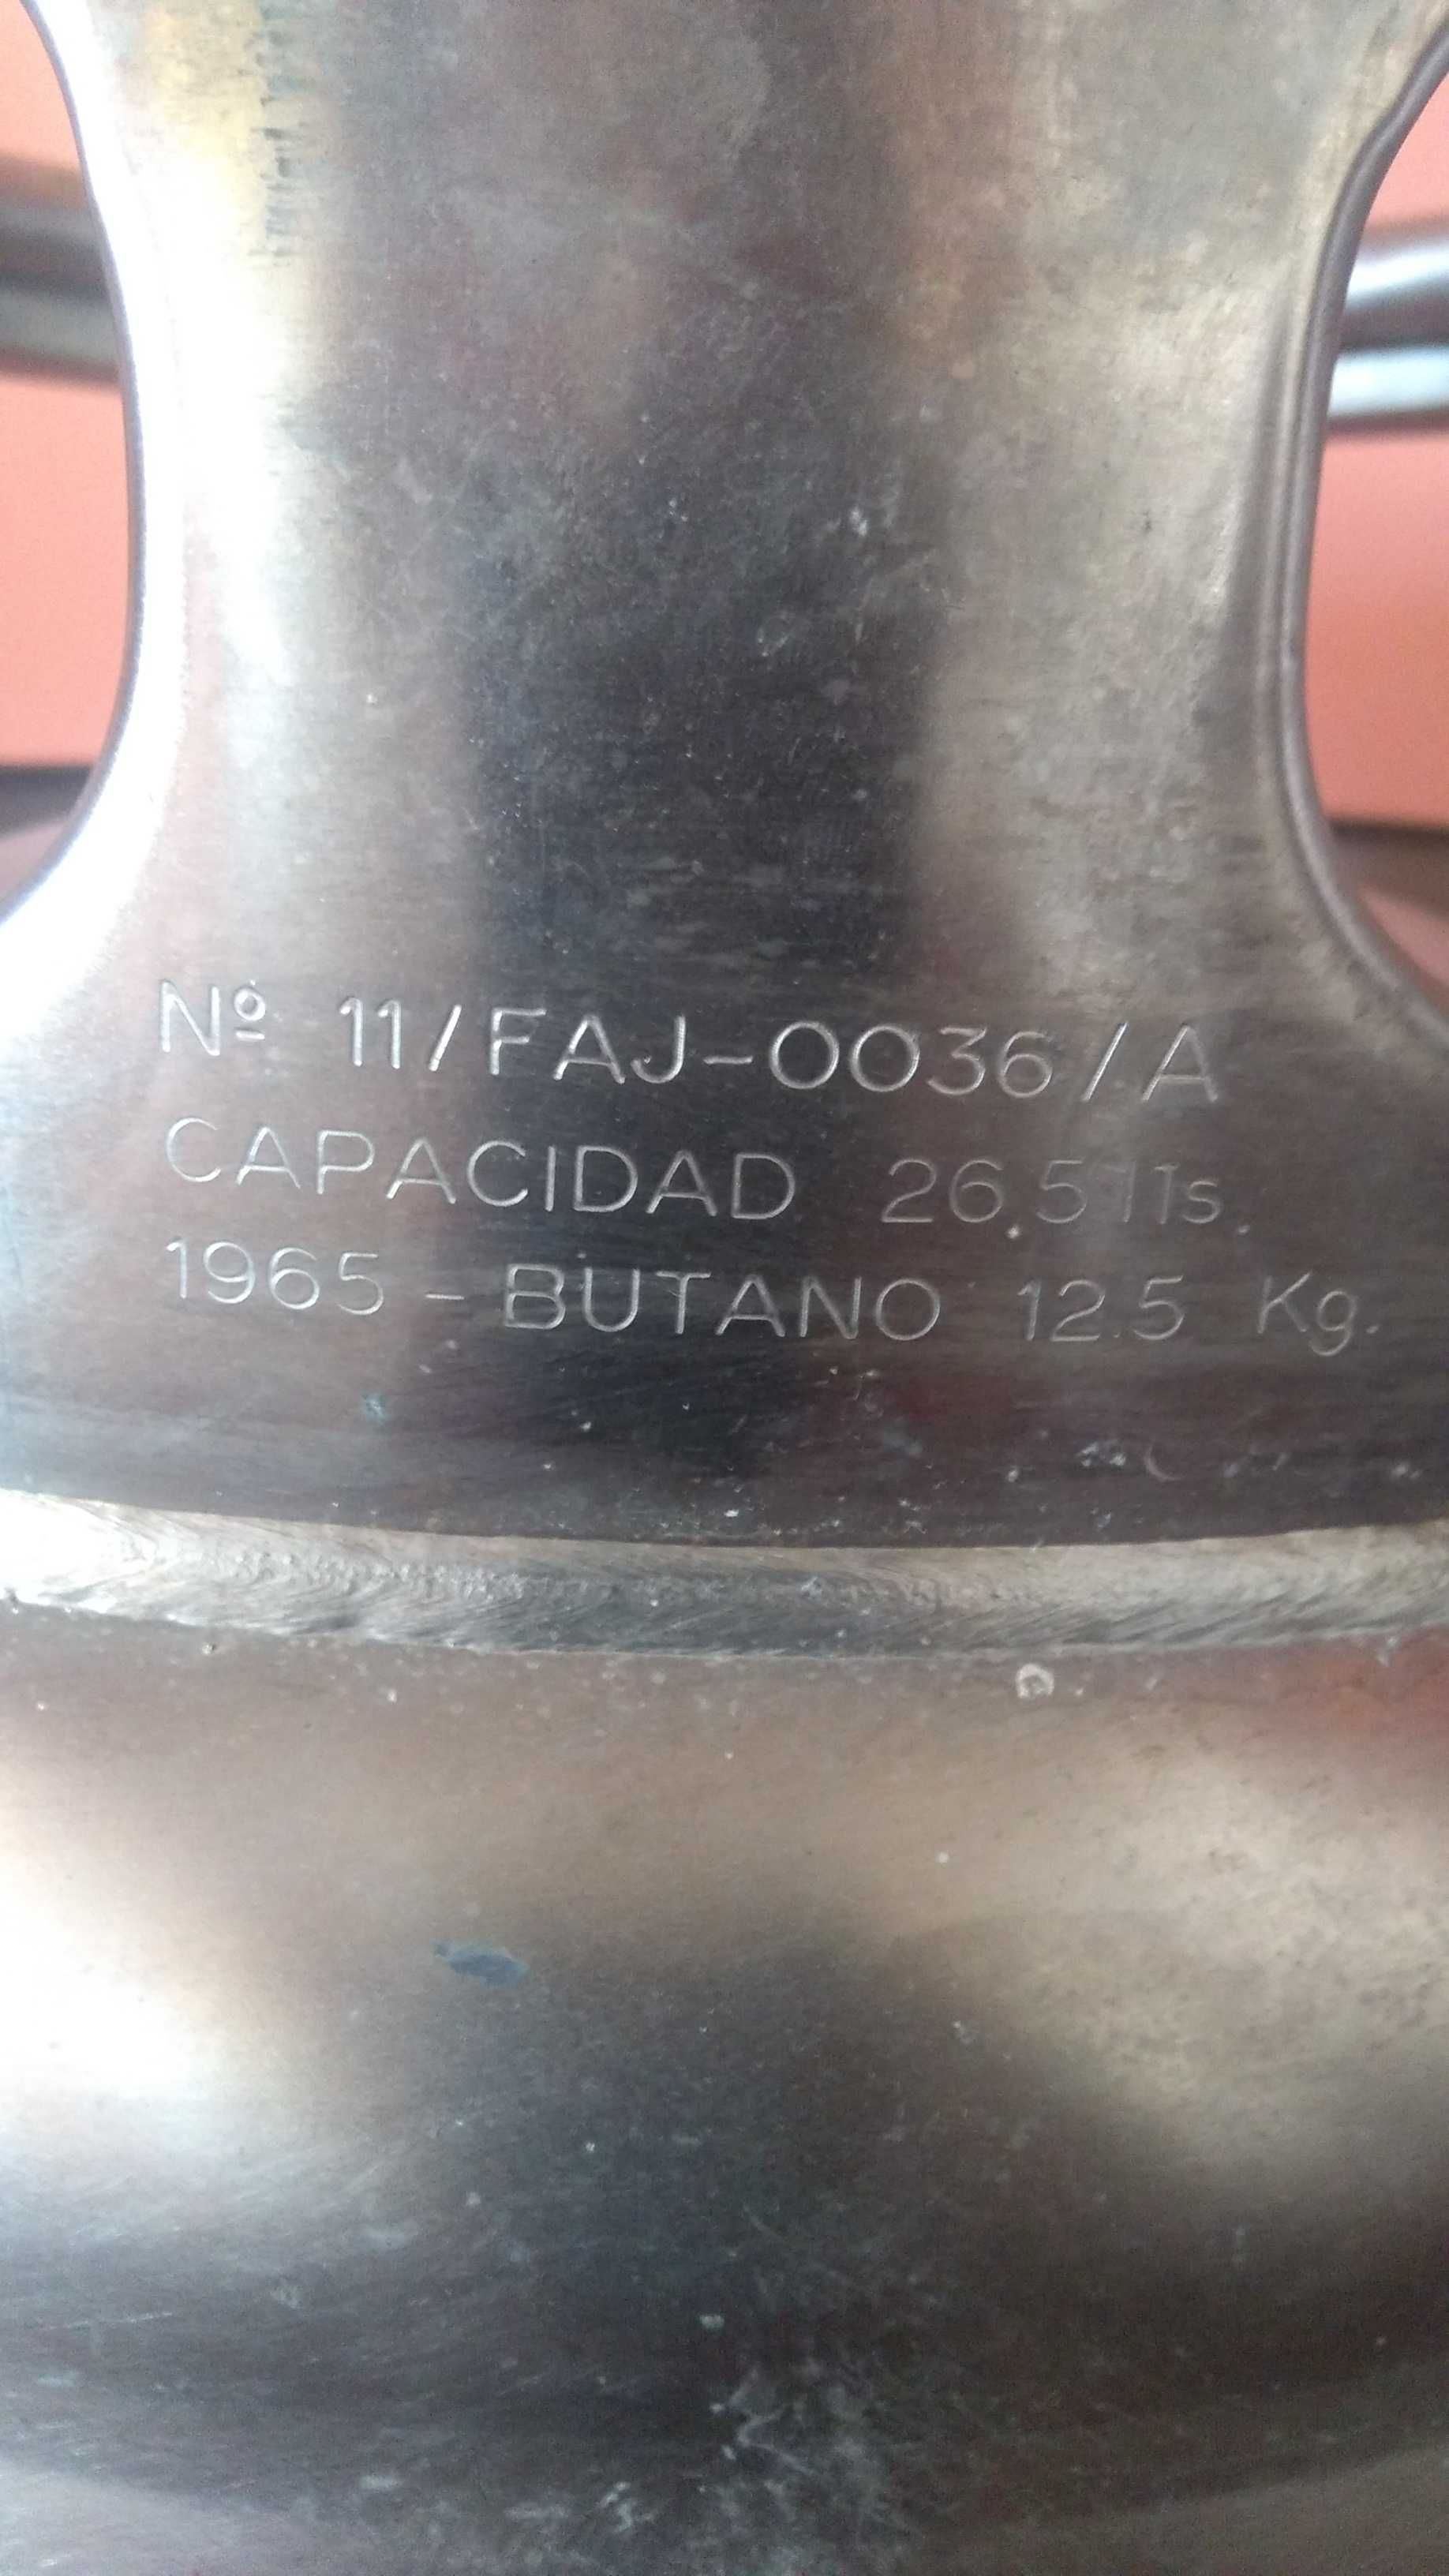 Nº 11/FAJ-0036/A
CAPACIDAD 26,5 lts.
1965 - BUTANO 12.5 Kg.